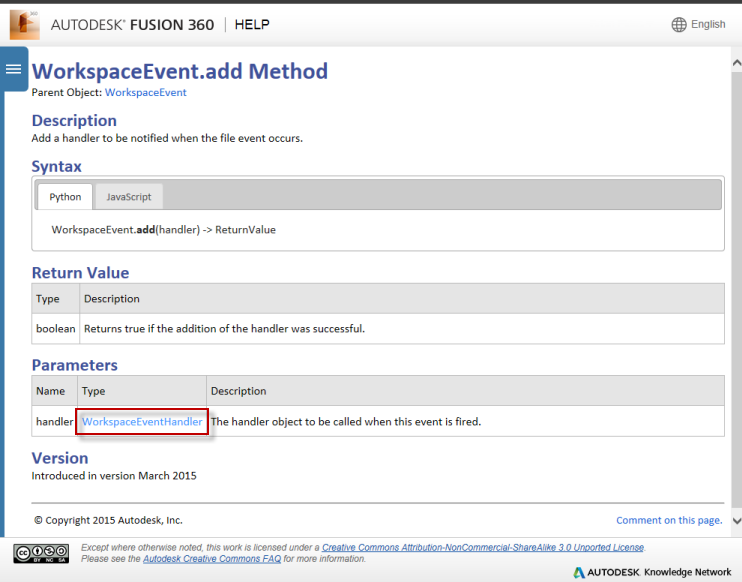 AUTODESK® FUSION 360 | HELP English
WorkspaceEvent.add Method
Parent Object: WorkspaceEvent
Description
Add a handler to be notified when the file event occurs.
Syntax
Python JavaScript
WorkspaceEvent.add(handler) -> ReturnValue
Return Value
Type Description
boolean Returns true if the addition of the handler was successful.
Parameters
Name Type Description
handler WorkspaceEventHandler The handler object to be called when this event is fired.
Version
Introduced in version March 2015
© Copyright 2015 Autodesk, Inc. Comment on this page.
Except where otherwise noted, this work is licensed under a Creative Commons Attribution-NonCommercial-ShareAlike 3.0 Unported License.
Please see the Autodesk Creative Commons FAQ for more information.
cc BY NC SA
AUTODESK. Knowledge Network